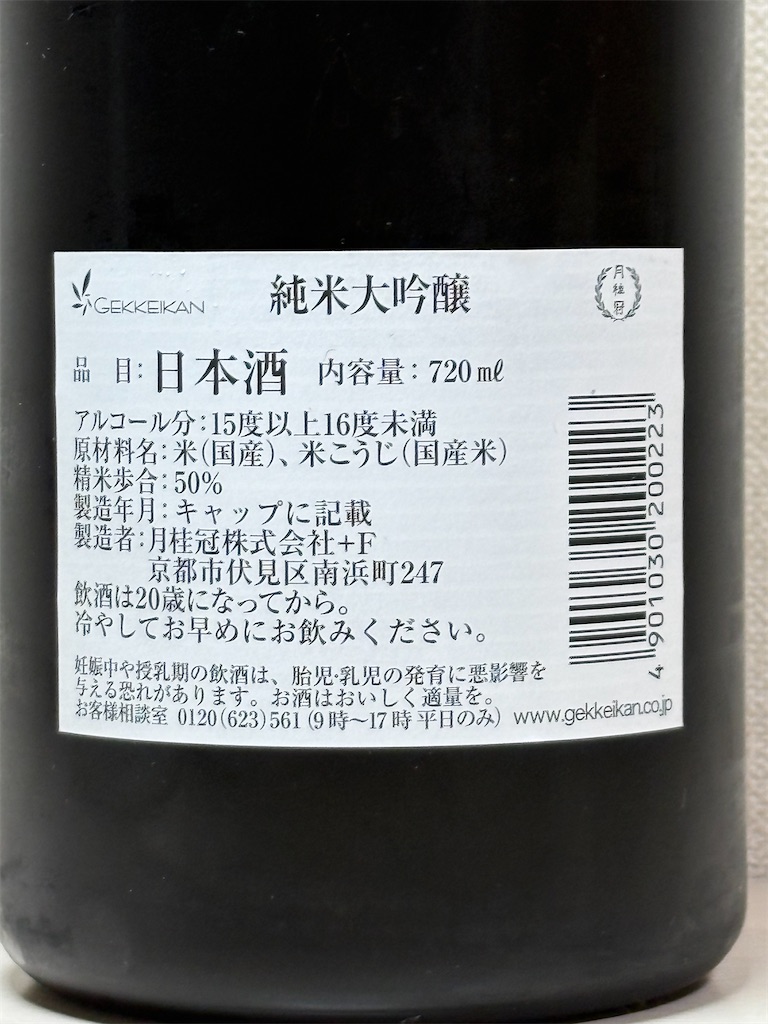 GEKKEIKAN 純米大吟醸 月桂冠
品 目:日本酒 内容量:720㎖
アルコール分:15度以上16度未満
原材料名:米(国産)、米こうじ(国産米)
精米歩合:50%
製造年月:キャップに記載
製造者:月桂冠株式会社+F
京都市伏見区南浜町247
飲酒は20歳になってから。
冷やしてお早めにお飲みください。
妊娠中や授乳期の飲酒は、胎児・乳児の発育に悪影響を
与える恐れがあります。お酒はおいしく適量を。
お客様相談室 0120(623)561(9時〜17時 平日のみ) www.gekkeikan.co.jp
4 901030 200223